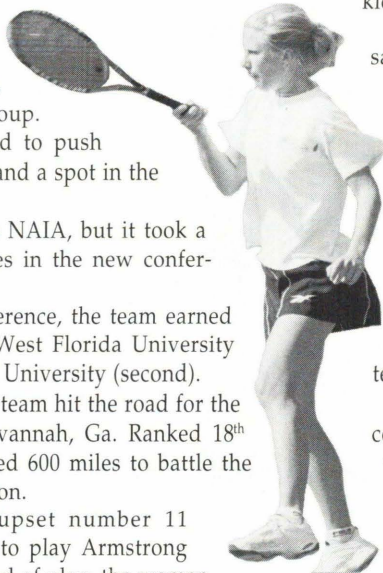 kic
sa
oup.
d to push
and a spot in the
NAIA, but it took a
es in the new confer-
erence, the team earned
West Florida University
University (second).
te
team hit the road for the
vannah, Ga. Ranked 18th
co
ed 600 miles to battle the
on.
upset number 11
to play Armstrong